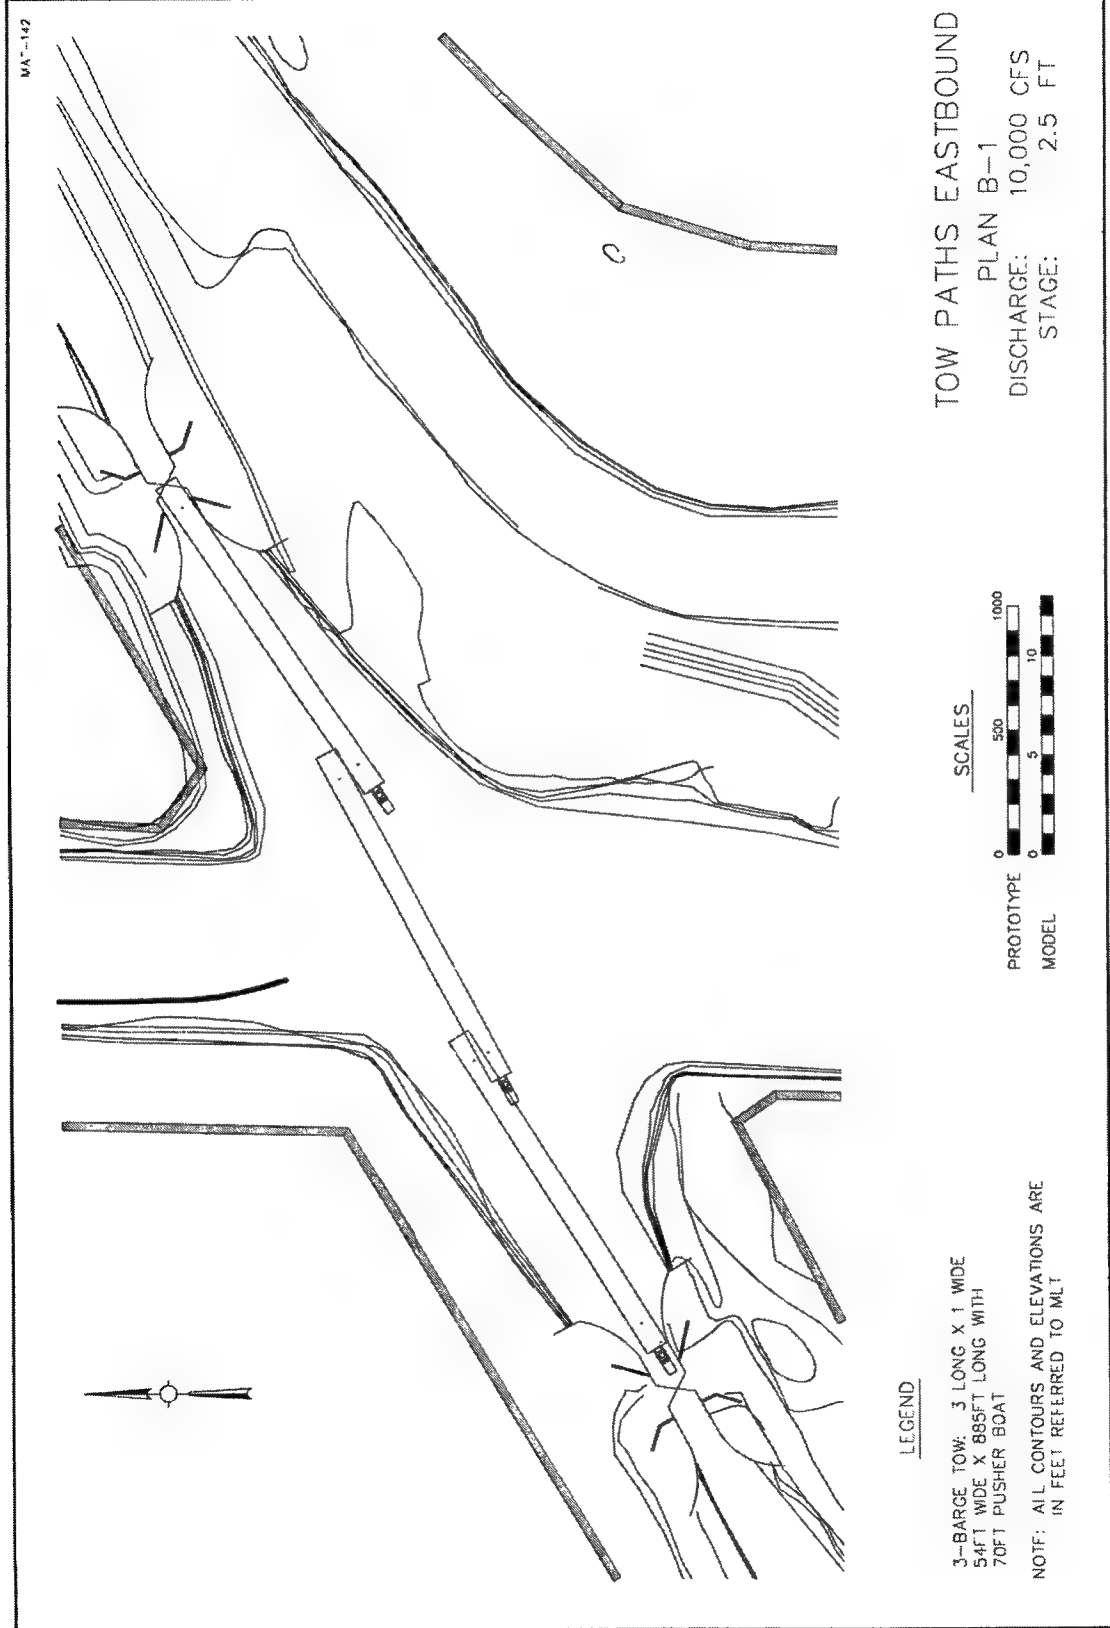 MAT-142
TOW PATHS EASTBOUND
PLAN B-1
DISCHARGE: 10,000 CFS
STAGE: 2.5 FT
SCALES
PROTOTYPE 0 500 1000
MODEL 0 5 10
LEGEND
3-BARGE TOW: 3 LONG X 1 WIDE
54FT WIDE X 885FT LONG WITH
70FT PUSHER BOAT
NOTE: ALL CONTOURS AND ELEVATIONS ARE
IN FEET REFERRED TO MLT